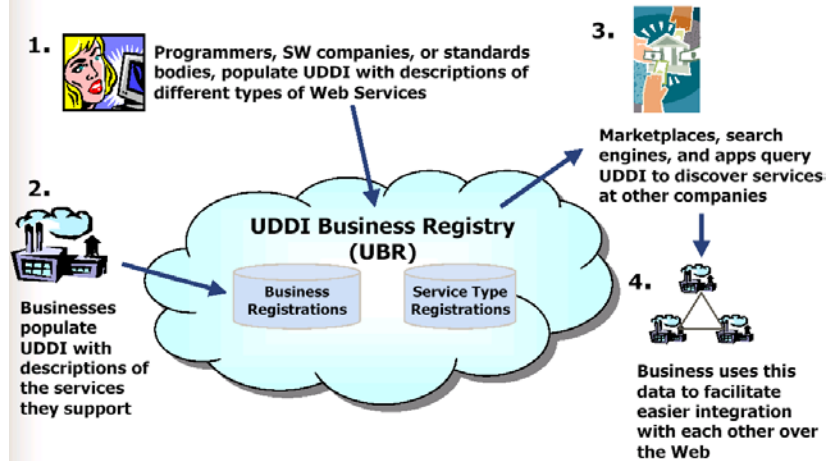 1.
Programmers, SW companies, or standards
bodies, populate UDDI with descriptions of
different types of Web Services
2.
Businesses
populate
UDDI with
descriptions of
the services
they support
UDDI Business Registry
(UBR)
Business
Registrations
Service Type
Registrations
3.
Marketplaces, search
engines, and apps query
UDDI to discover services
at other companies
4.
Business uses this
data to facilitate
easier integration
with each other over
the Web